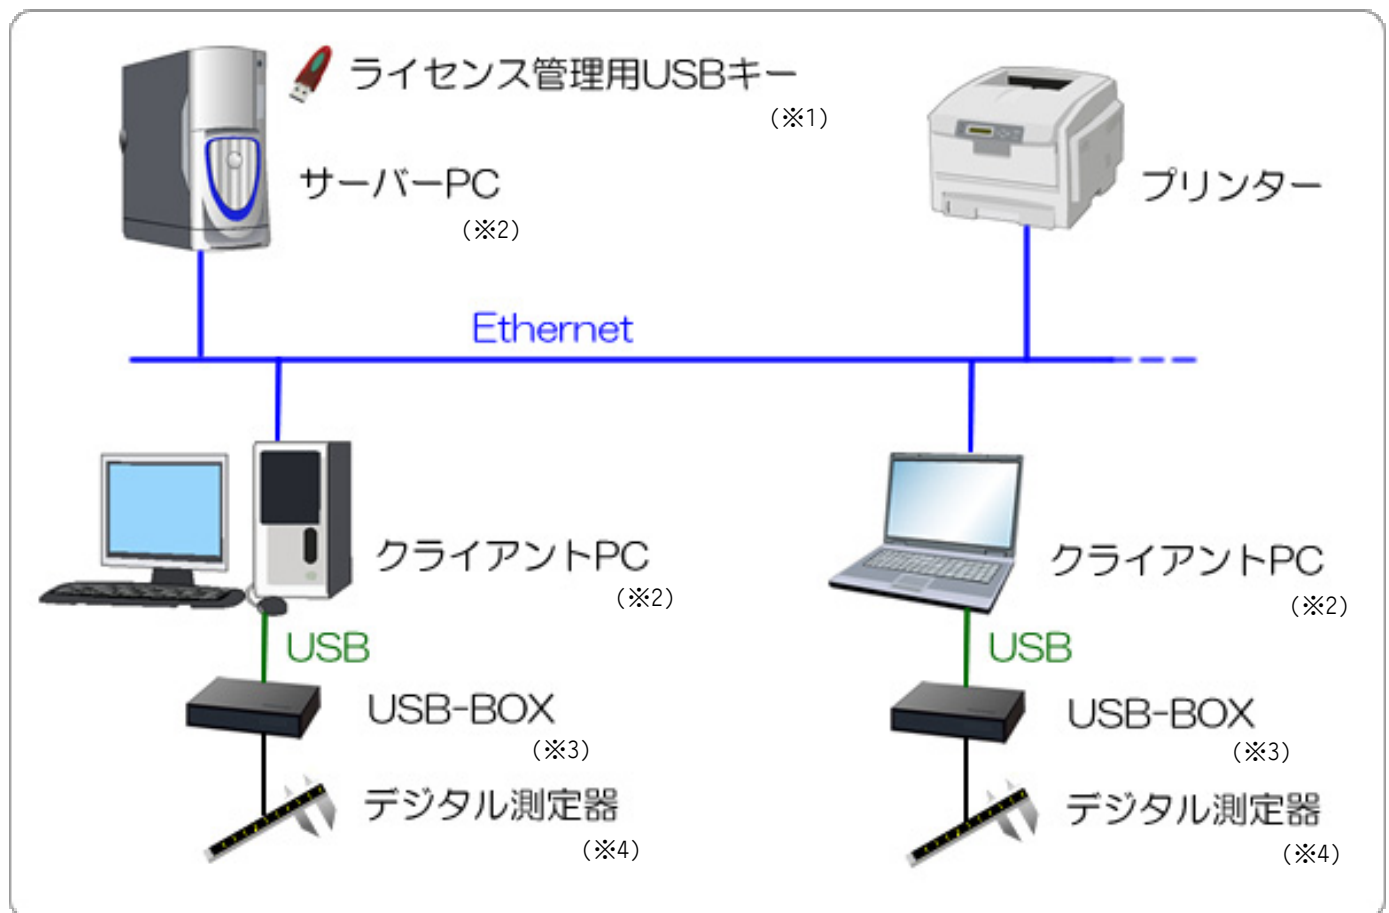 ライセンス管理用USBキー
(※1)
サーバーPC
(※2)
プリンター
Ethernet
クライアントPC
(※2)
クライアントPC
(※2)
USB
USB
USB-BOX
(※3)
USB-BOX
(※3)
デジタル測定器
(※4)
デジタル測定器
(※4)